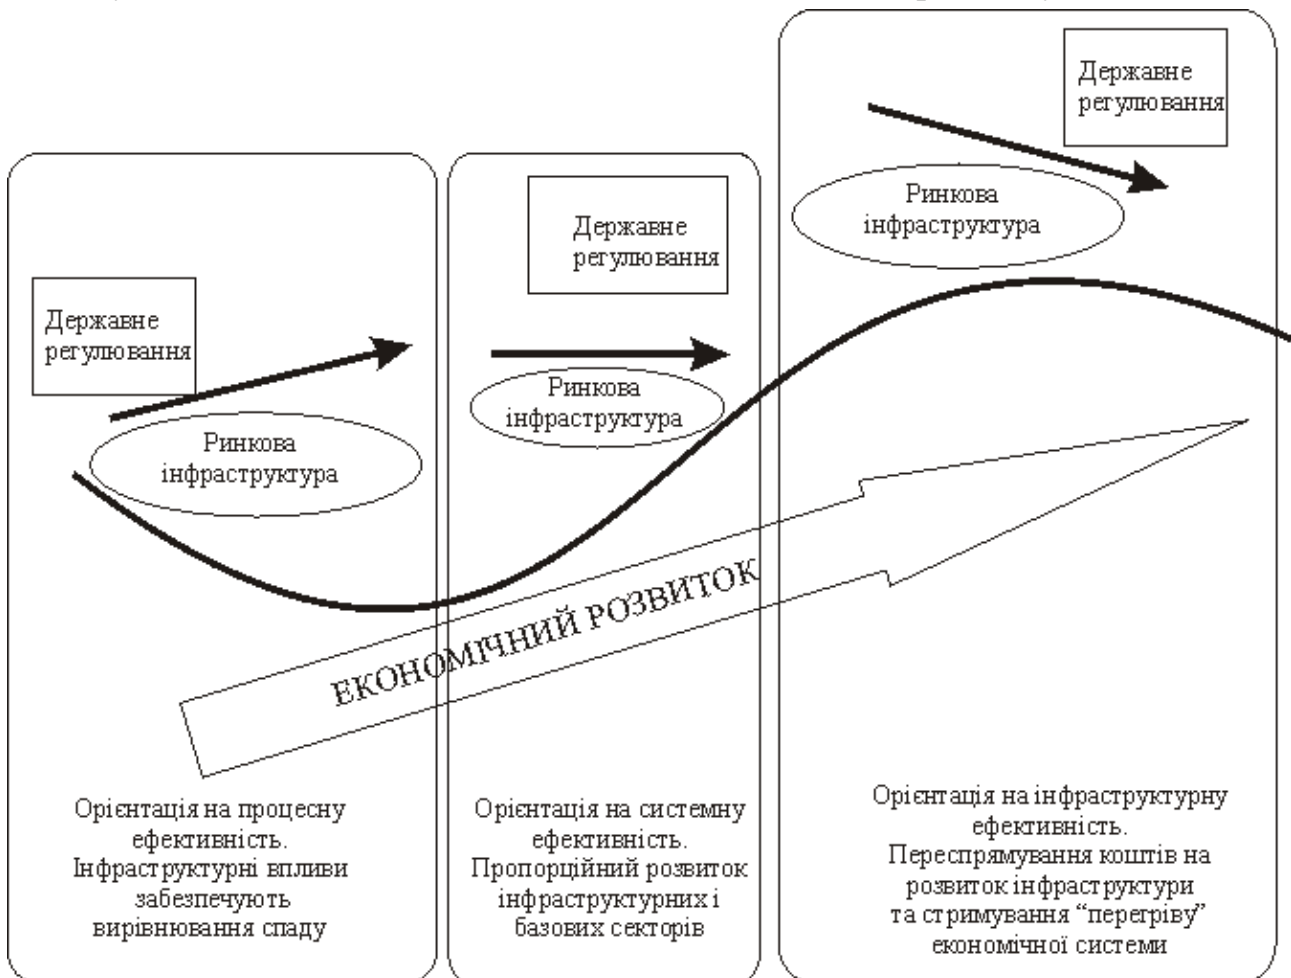 Державне
регулювання
Ринкова
інфраструктура
Державне
регулювання
Ринкова
інфраструктура
Державне
регулювання
Ринкова
інфраструктура
ЕКОНОМІЧНИЙ РОЗВИТОК
Орієнтація на процесну
ефективність.
Інфраструктурні впливи
забезпечують
вирівнювання спаду
Орієнтація на системну
ефективність.
Пропорційний розвиток
інфраструктурних і
базових секторів
Орієнтація на інфраструктурну
ефективність.
Переспрямування коштів на
розвиток інфраструктури
та стримування “перегріву”
економічної системи